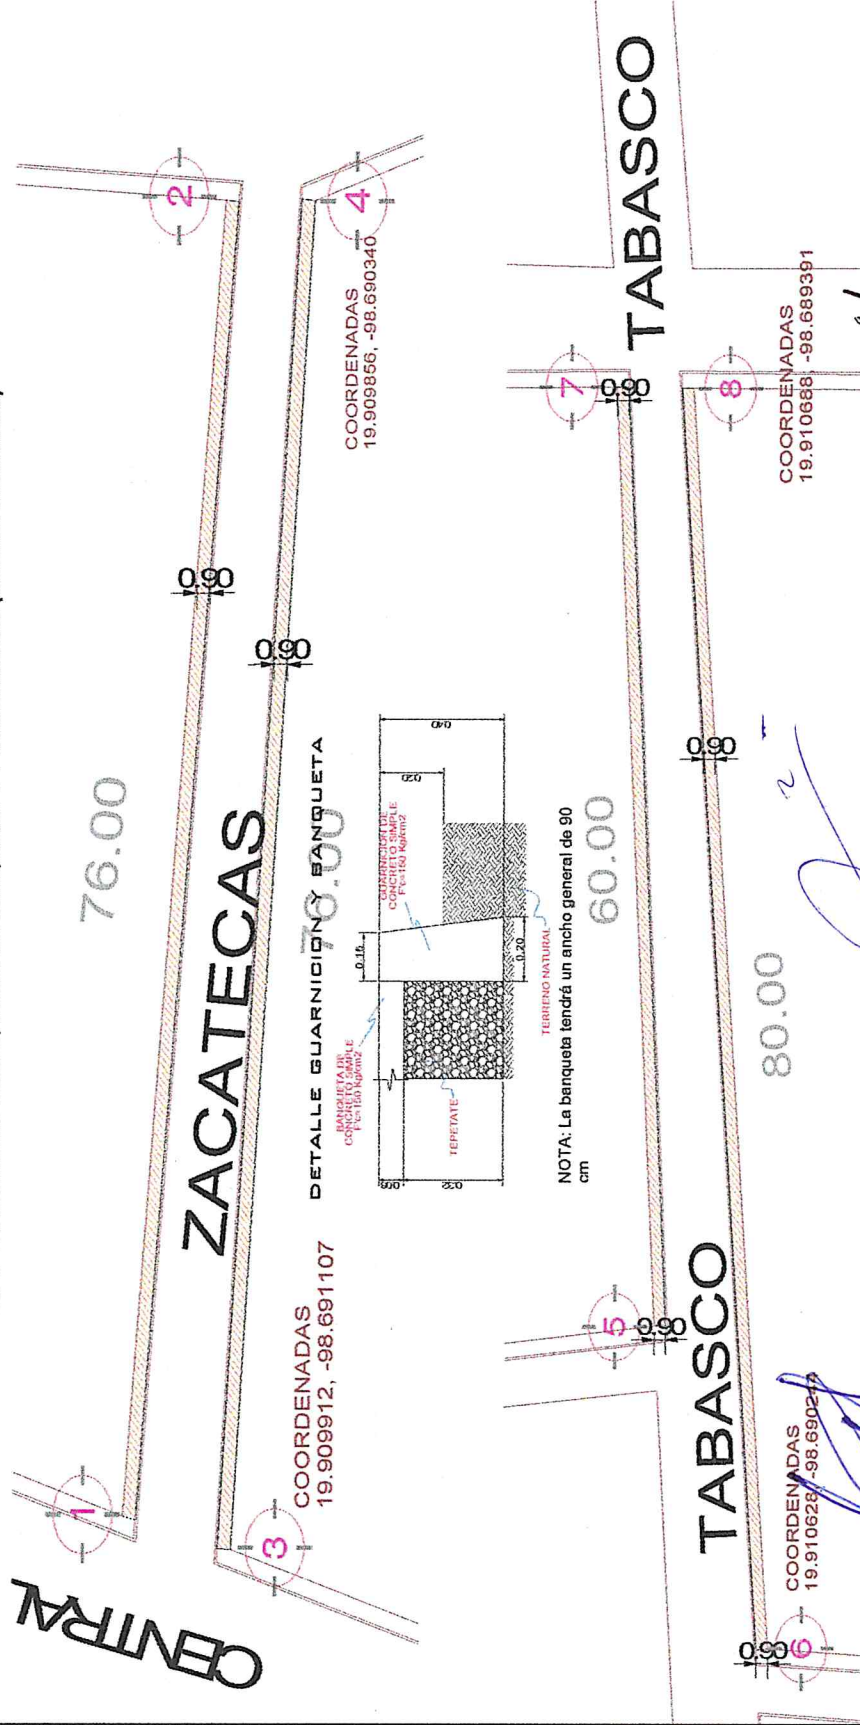 CENTRAL
1
76.00
2
0.90
ZACATECAS
0.90
3
4
COORDENADAS
19.909912, -98.691107
76.00
COORDENADAS
19.909856, -98.690340
DETALLE GUARNICION Y BANQUETA
BANQUETA DE
CONCRETO SIMPLE
F'c=150 Kg/cm2
GUARNICION DE
CONCRETO SIMPLE
F'c=150 Kg/cm2
0.15
0.20
0.40
0.32
0.20
TEPETATE
TERRENO NATURAL
NOTA: La banqueta tendrá un ancho general de 90
cm
5
0.90
60.00
7
0.90
TABASCO
TABASCO
0.90
80.00
6
0.90
8
COORDENADAS
COORDENADAS
19.910688, -98.689391